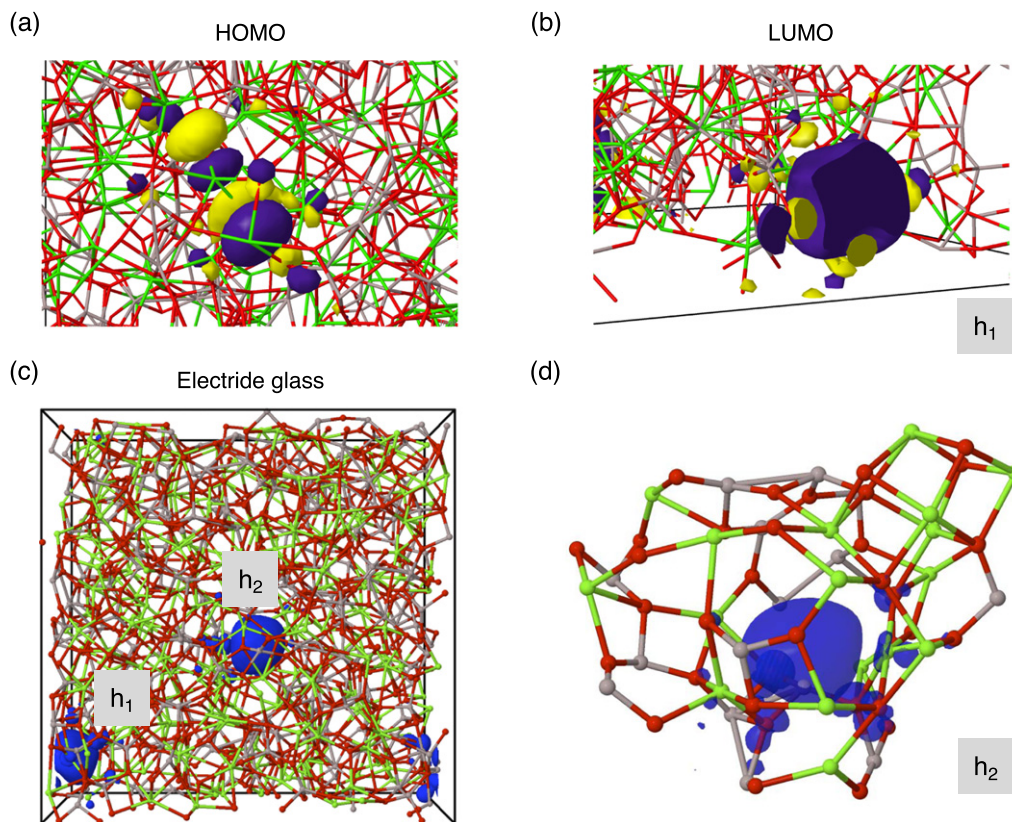 (a)
HOMO
(b)
LUMO
h₁
(c)
Electride glass
(d)
h₂
h₁
h₂